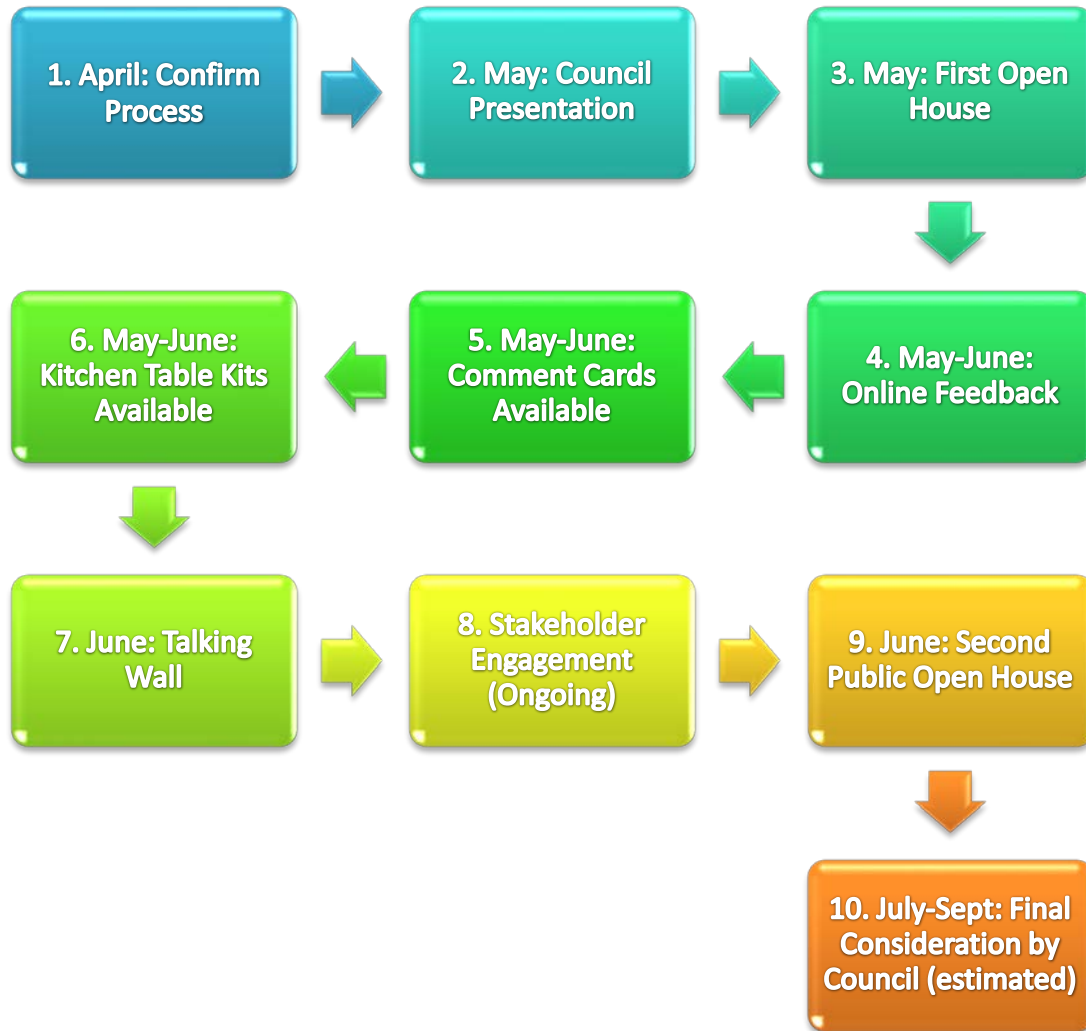 1. April: Confirm
Process
2. May: Council
Presentation
3. May: First Open
House
4. May-June:
Online Feedback
5. May-June:
Comment Cards
Available
6. May-June:
Kitchen Table Kits
Available
7. June: Talking
Wall
8. Stakeholder
Engagement
(Ongoing)
9. June: Second
Public Open House
10. July-Sept: Final
Consideration by
Council (estimated)